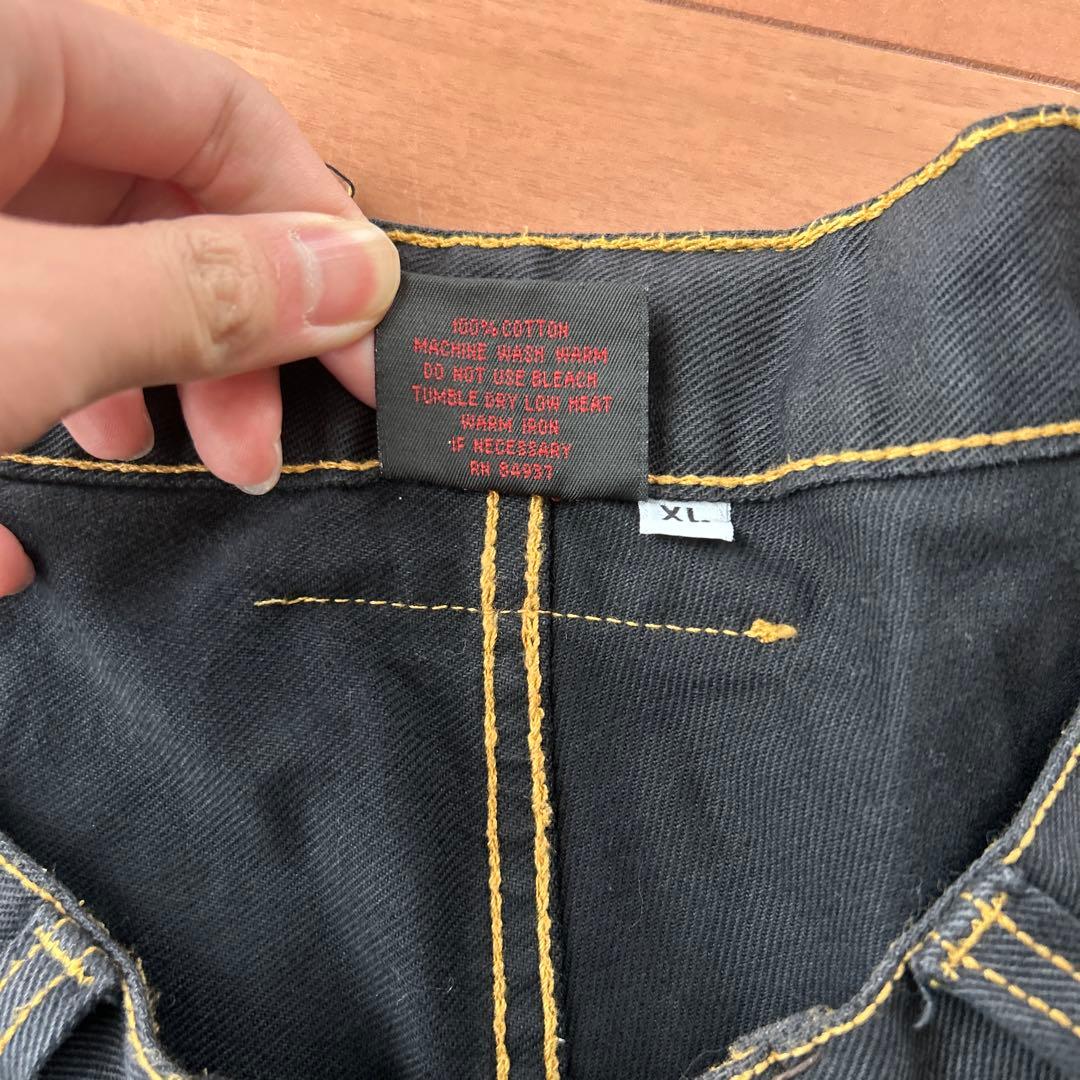 100% COTTON
MACHINE WASH WARM
DO NOT USE BLEACH
TUMBLE DRY LOW HEAT
WARM IRON
IF NECESSARY
RN 84937
XL